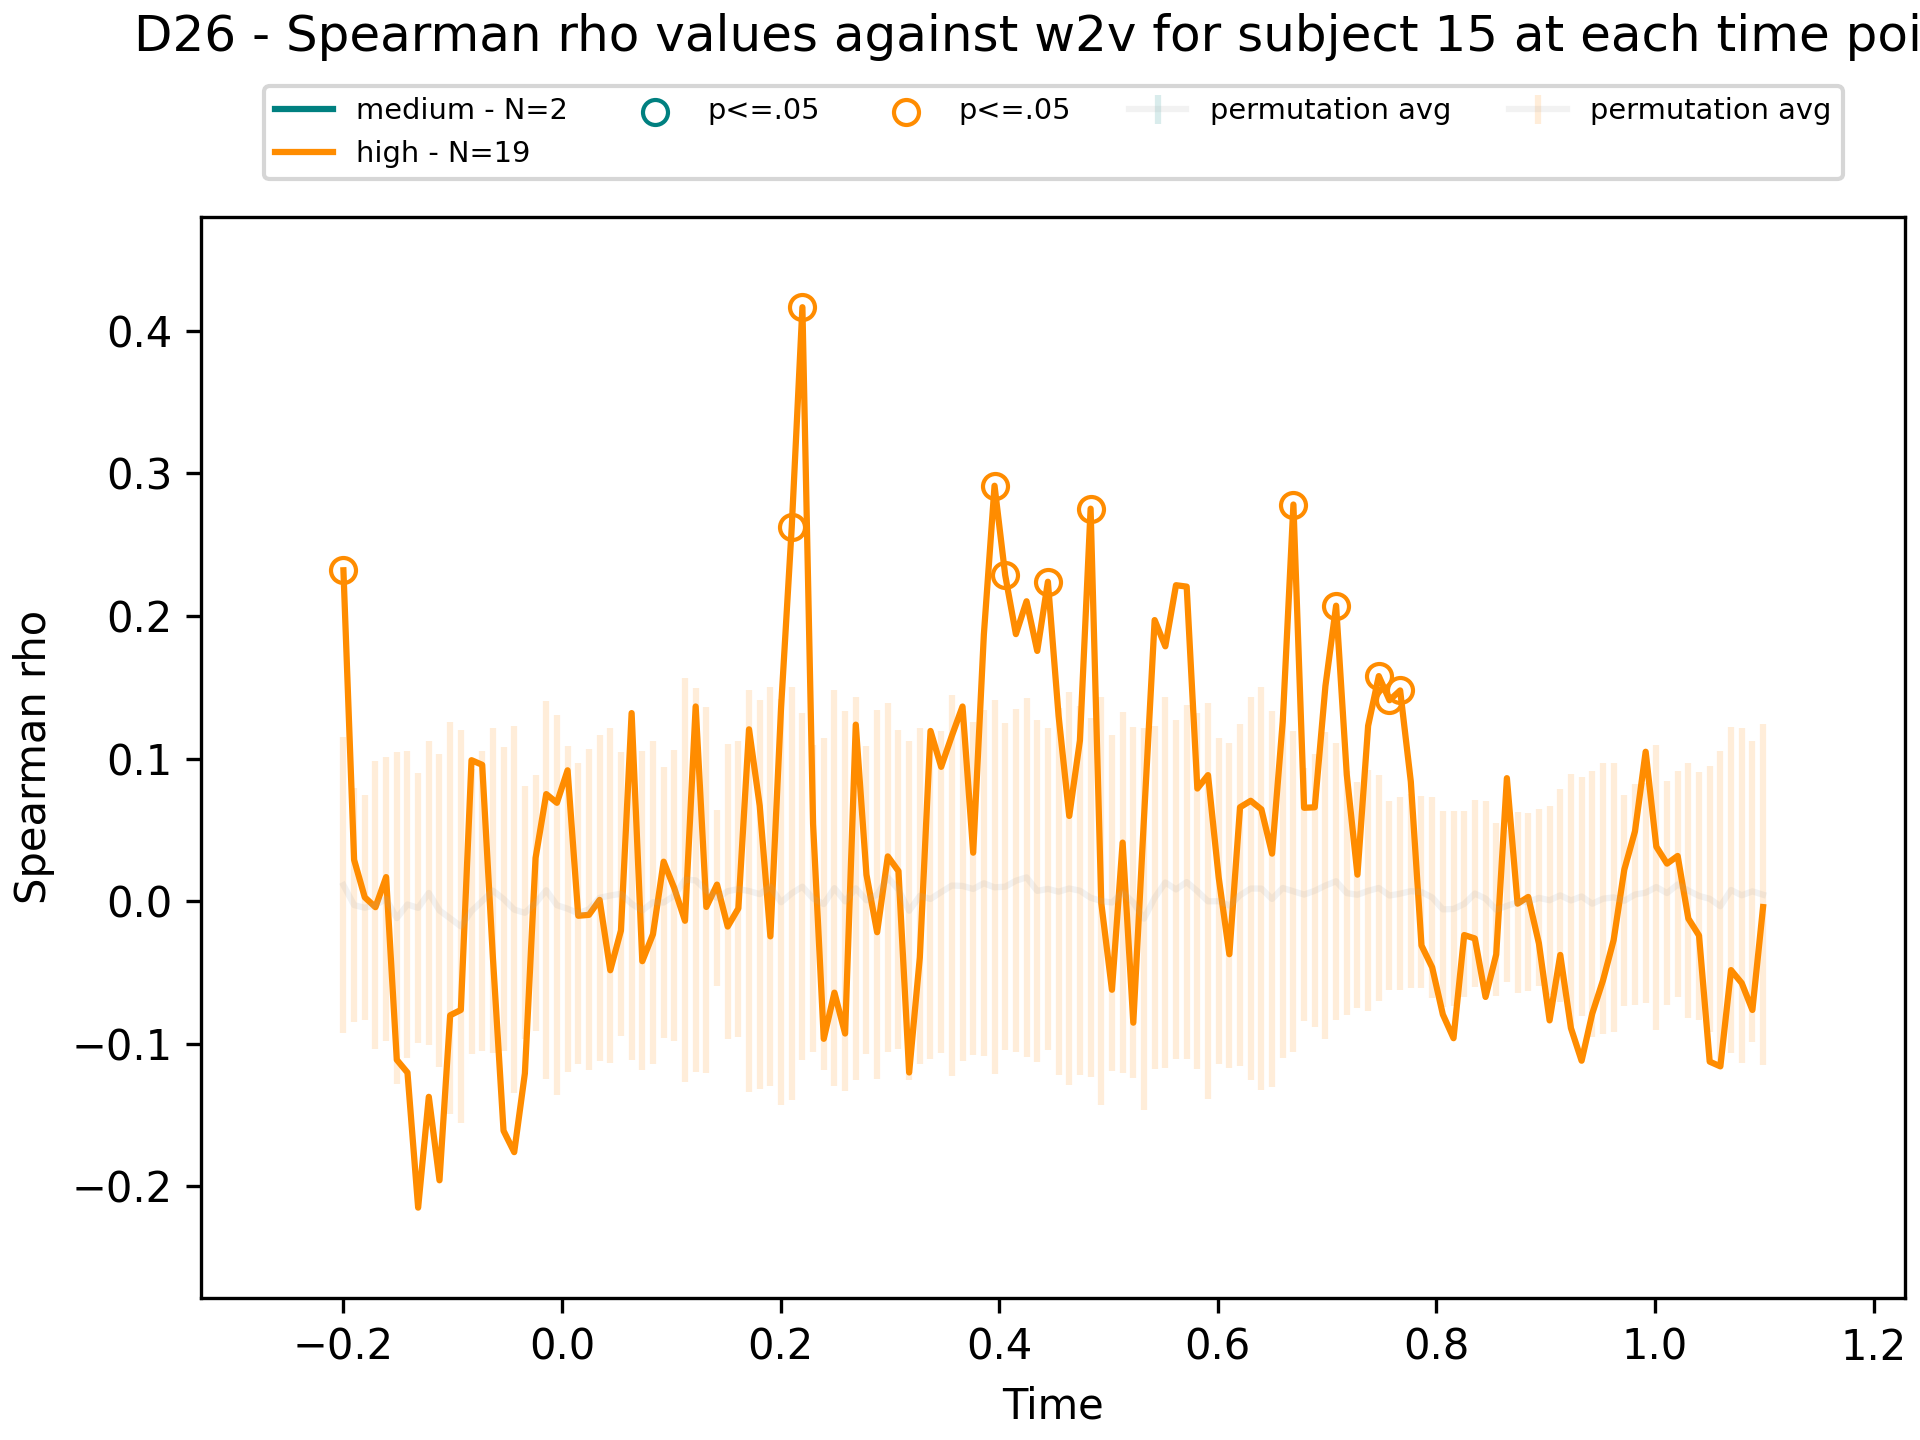 D26 - Spearman rho values against w2v for subject 15 at each time poi
medium - N=2
high - N=19
p<=.05
p<=.05
permutation avg
permutation avg
Spearman rho
0.4
0.3
0.2
0.1
0.0
−0.1
−0.2
−0.2 0.0 0.2 0.4 0.6 0.8 1.0 1.2
Time